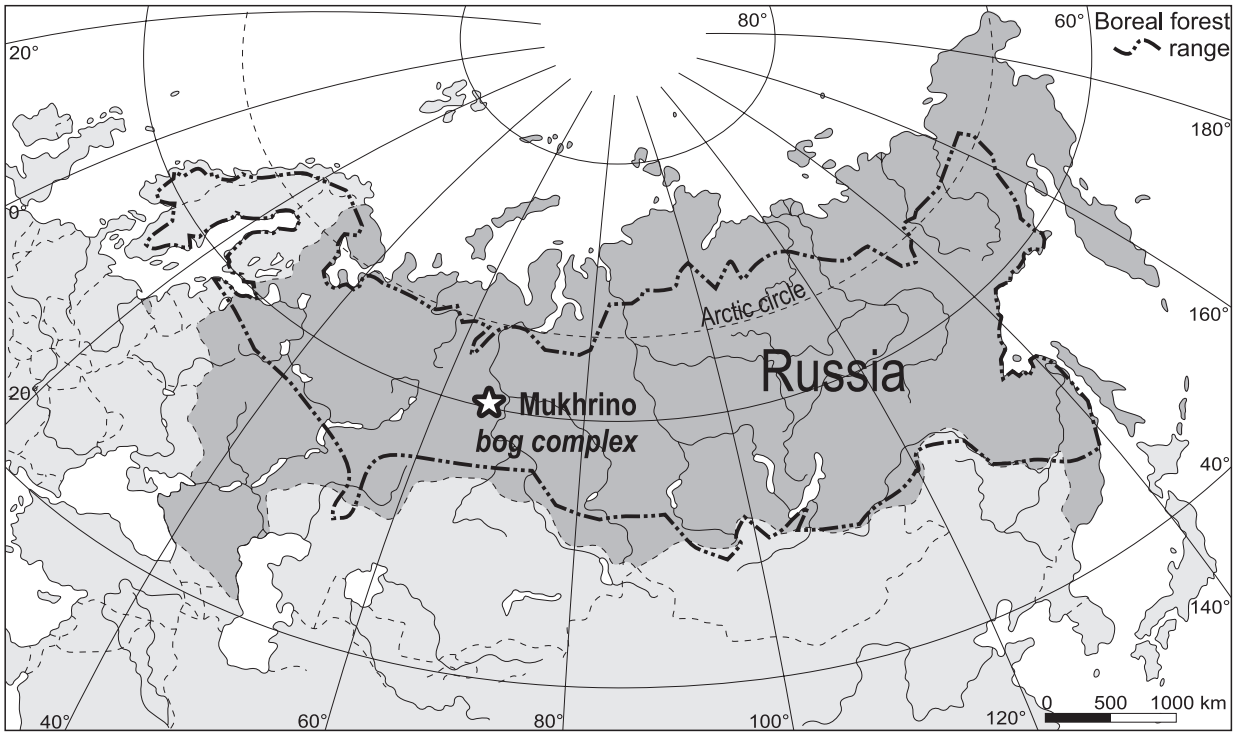 80°
60°
Boreal forest
range
20°
180°
0°
Arctic circle
160°
Russia
20°
Mukhrino
bog complex
40°
140°
0 500 1000 km
40°
60°
80°
100°
120°